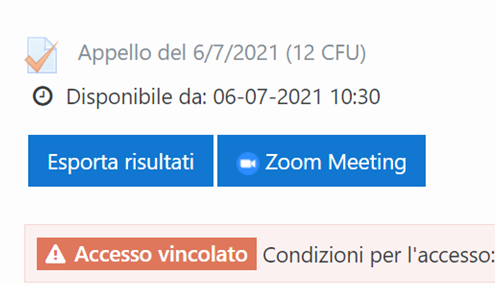 Appello del 6/7/2021 (12 CFU)
Disponibile da: 06-07-2021 10:30
Esporta risultati Zoom Meeting
Accesso vincolato Condizioni per l'accesso: